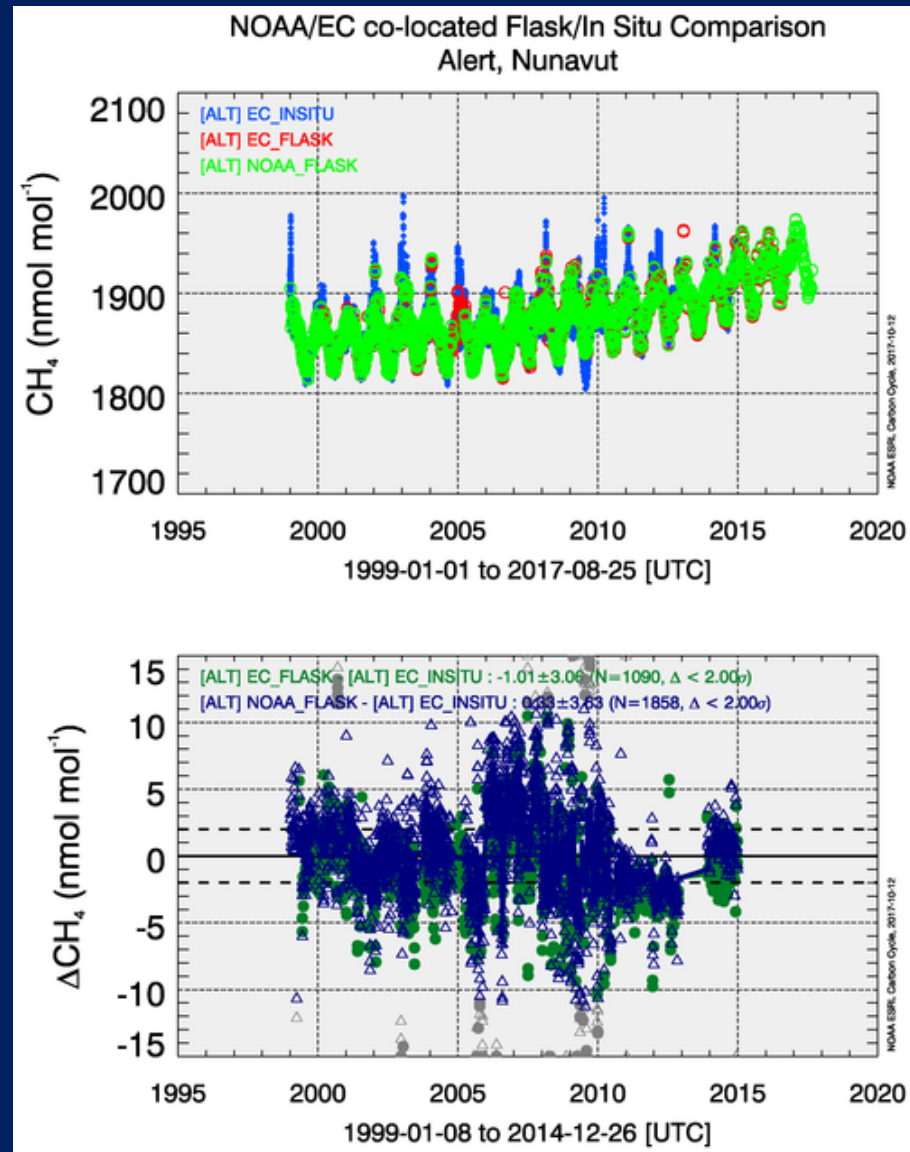 NOAA/EC co-located Flask/In Situ Comparison
Alert, Nunavut
2100
[ALT] EC_INSITU
[ALT] EC_FLASK
[ALT] NOAA_FLASK
2000
1900
1800
1700
CH₄ (nmol mol⁻¹)
NOAA ESRL Carbon Cycle, 2017-10-12
1995 2000 2005 2010 2015 2020
1999-01-01 to 2017-08-25 [UTC]
15
[ALT] EC_FLASK - [ALT] EC_INSITU : -1.01±3.06 (N=1090, Δ < 2.00σ)
[ALT] NOAA_FLASK - [ALT] EC_INSITU : 0.33±3.63 (N=1858, Δ < 2.00σ)
10
5
0
-5
-10
-15
ΔCH₄ (nmol mol⁻¹)
NOAA ESRL Carbon Cycle, 2017-10-12
1995 2000 2005 2010 2015 2020
1999-01-08 to 2014-12-26 [UTC]